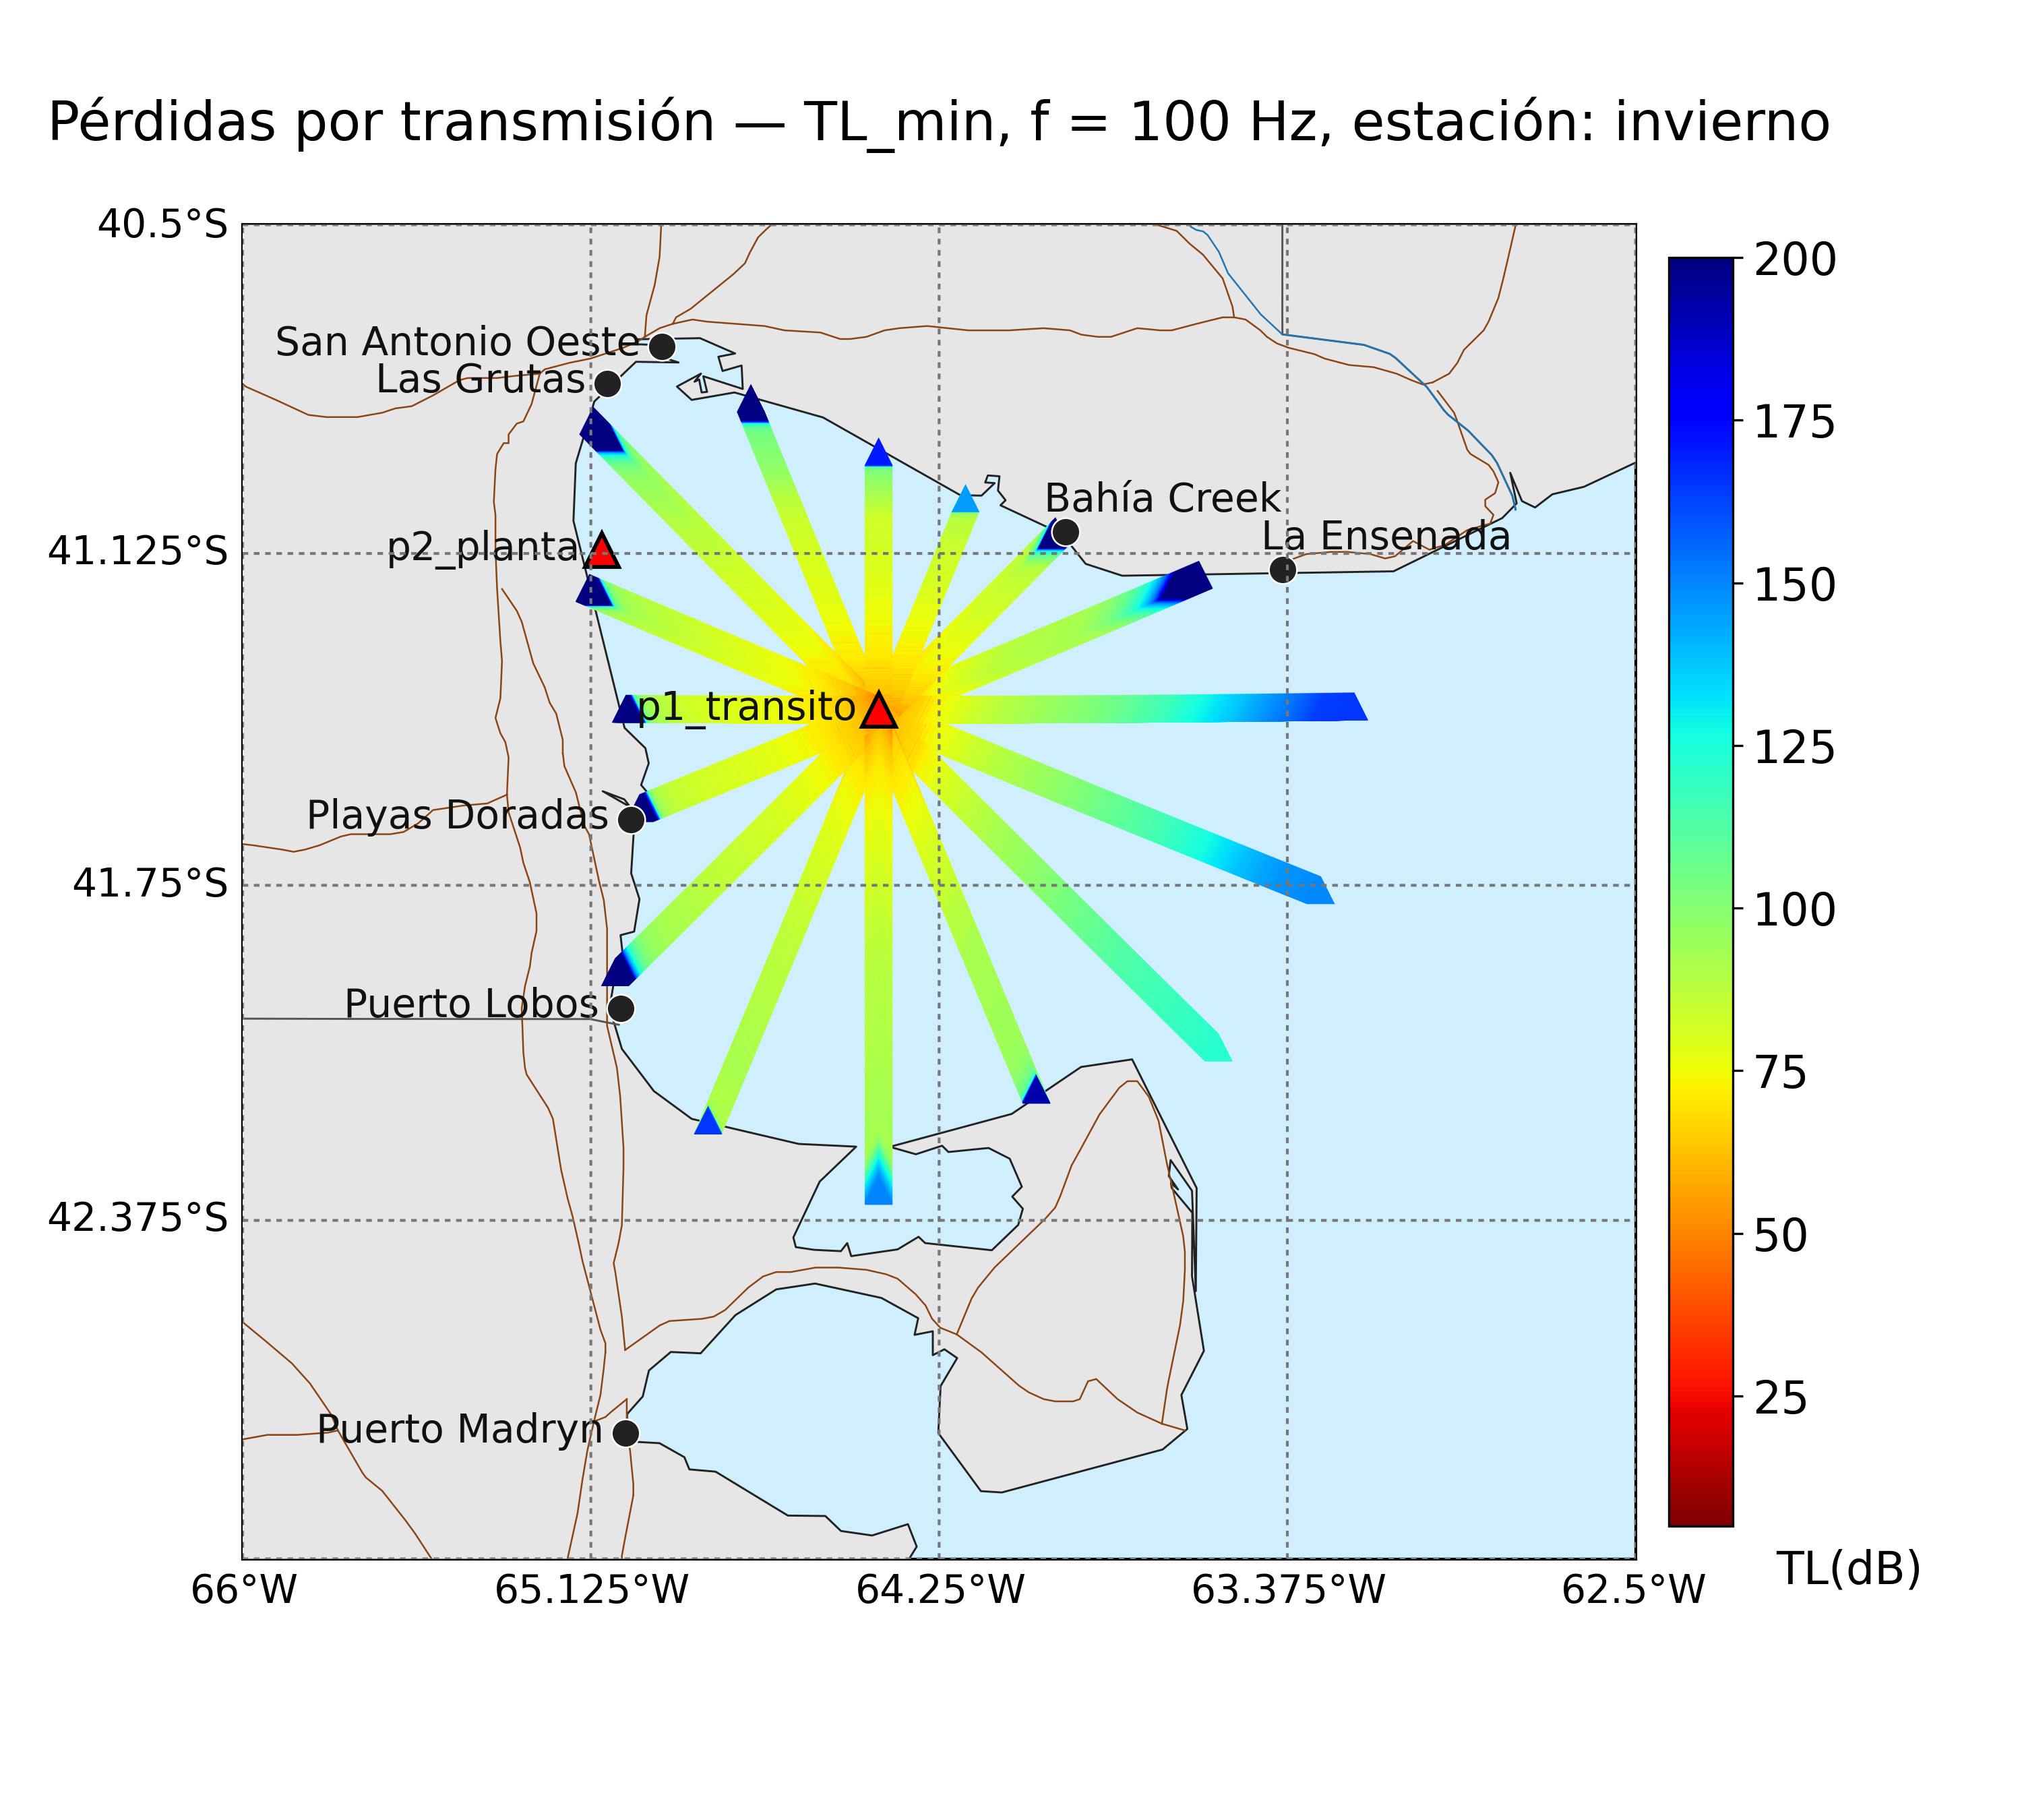 Pérdidas por transmisión — TL_min, f = 100 Hz, estación: invierno
40.5°S
200
San Antonio Oeste
Las Grutas
175
Bahía Creek
La Ensenada
p2_planta
41.125°S
150
p1_transito
125
Playas Doradas
41.75°S
100
Puerto Lobos
75
42.375°S
50
25
Puerto Madryn
TL(dB)
66°W
65.125°W
64.25°W
63.375°W
62.5°W